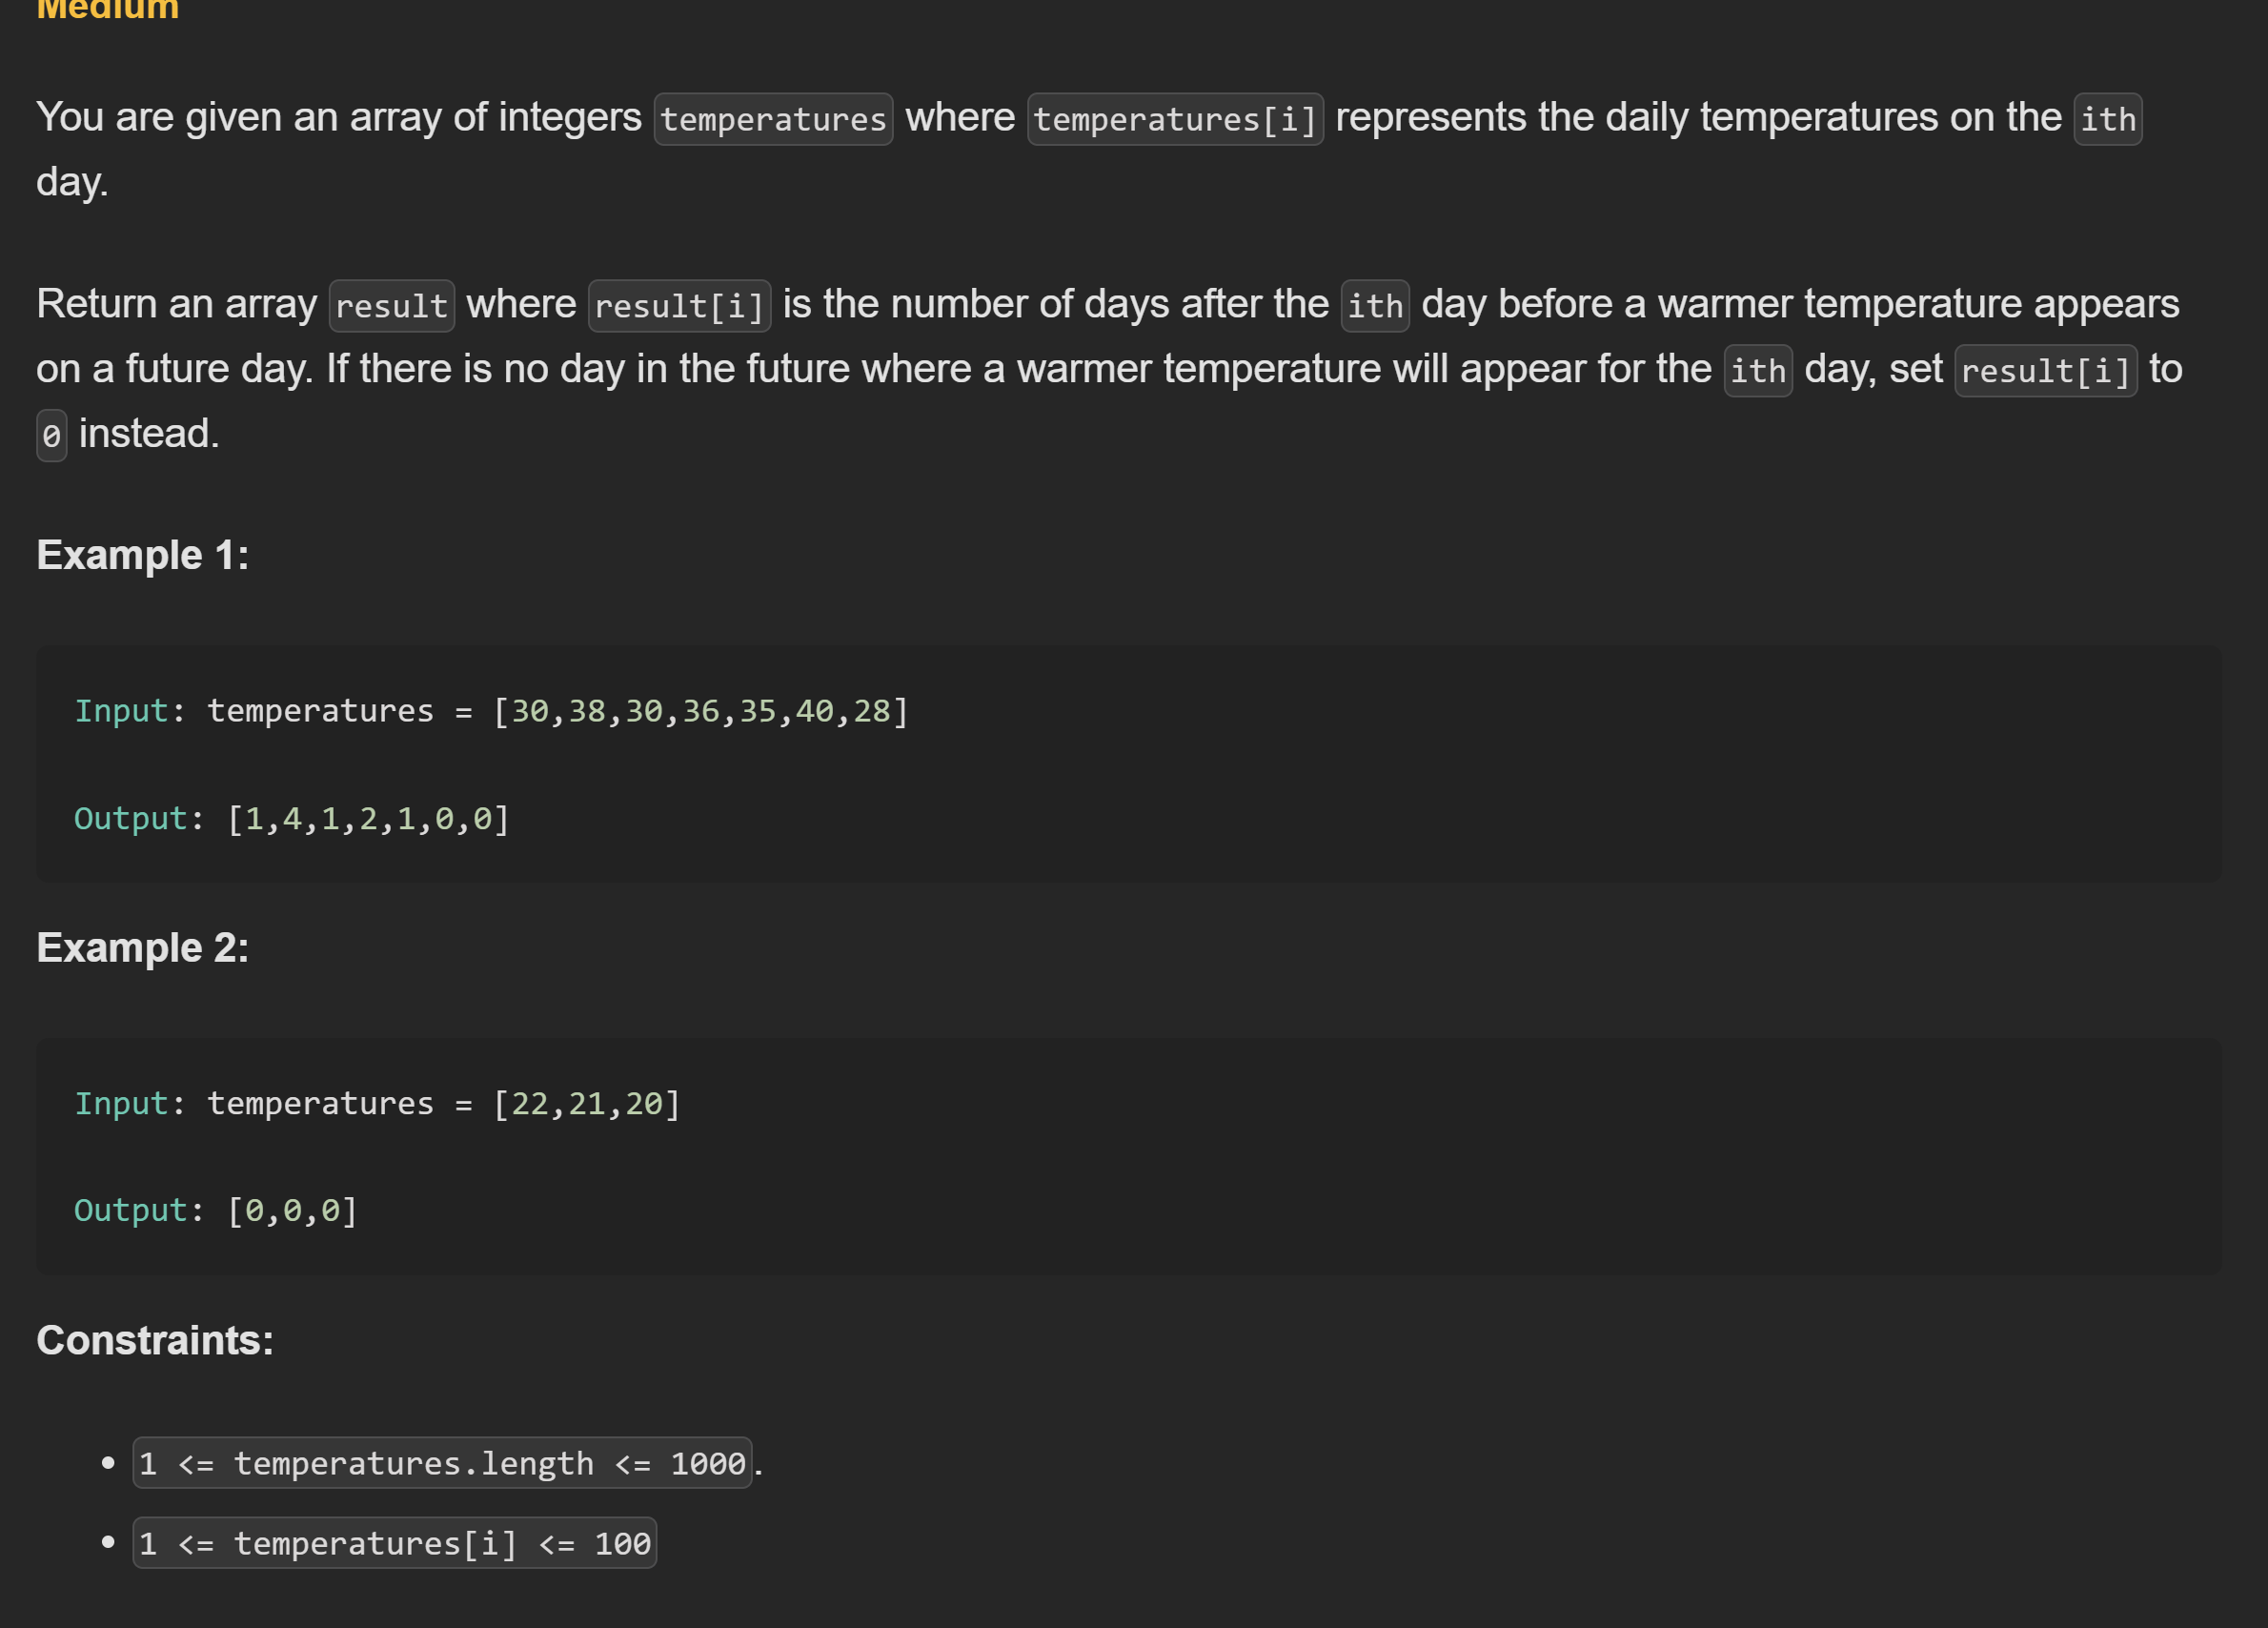 Medium
You are given an array of integers temperatures where temperatures[i] represents the daily temperatures on the ith
day.
Return an array result where result[i] is the number of days after the ith day before a warmer temperature appears
on a future day. If there is no day in the future where a warmer temperature will appear for the ith day, set result[i] to
0 instead.
Example 1:
Input: temperatures = [30,38,30,36,35,40,28]
Output: [1,4,1,2,1,0,0]
Example 2:
Input: temperatures = [22,21,20]
Output: [0,0,0]
Constraints:
• 1 <= temperatures.length <= 1000.
• 1 <= temperatures[i] <= 100